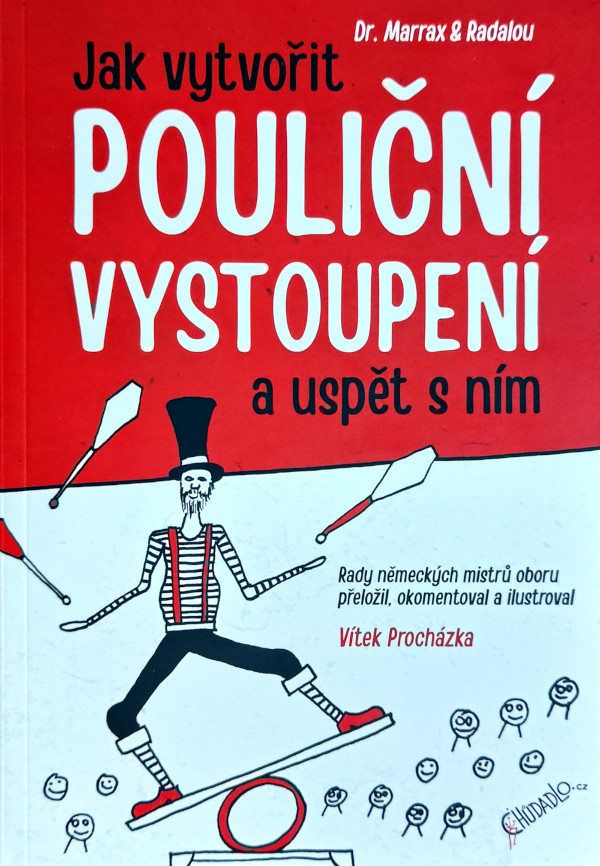 Dr. Marrax & Radalou
Jak vytvořit
POULIČNÍ
VYSTOUPENÍ
a uspět s ním
Rady německých mistrů oboru
přeložil, okomentoval a ilustroval
Vítek Procházka
CHŮDADLO.cz